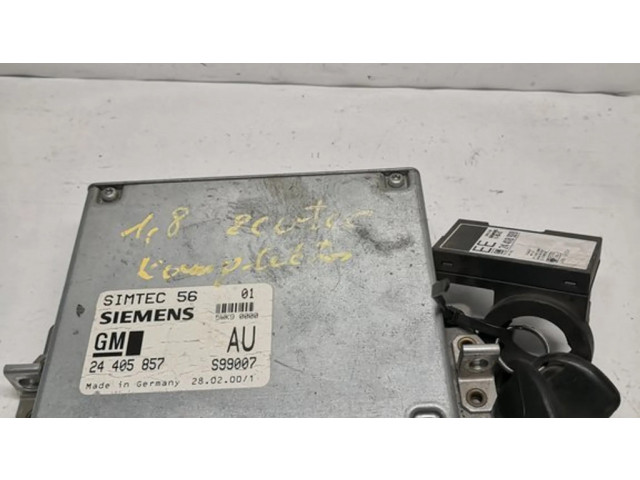 1,8 ecotec
SIMTEC 56 01
SIEMENS 5WK9 0000
GM AU
24 405 857 S99007
Made in Germany 28.02.00/1
EE